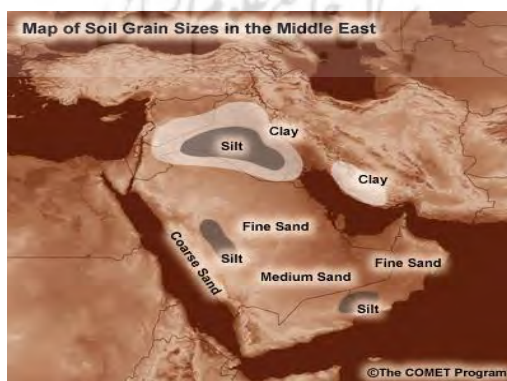 Map of Soil Grain Sizes in the Middle East
Clay
Silt
Clay
Fine Sand
Silt
Coarse Sand
Medium Sand
Fine Sand
Silt
©The COMET Program